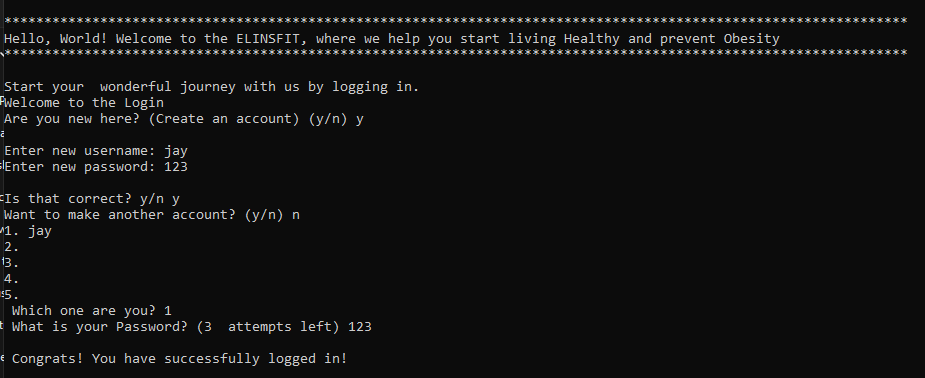 *****************************************************************************************************************
Hello, World! Welcome to the ELINSFIT, where we help you start living Healthy and prevent Obesity
*****************************************************************************************************************
Start your  wonderful journey with us by logging in.
Welcome to the Login
Are you new here? (Create an account) (y/n) y
Enter new username: jay
Enter new password: 123
Is that correct? y/n y
Want to make another account? (y/n) n
1. jay
2.
3.
4.
5.
Which one are you? 1
What is your Password? (3  attempts left) 123
Congrats! You have successfully logged in!